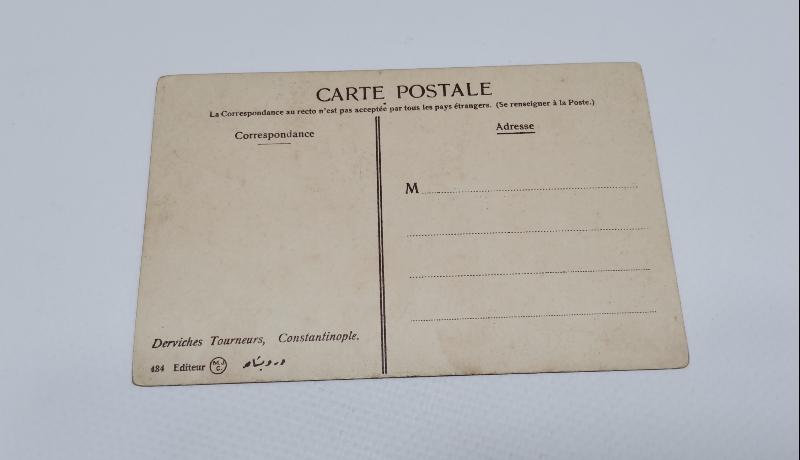 CARTE POSTALE
La Correspondance au recto n'est pas acceptée par tous les pays étrangers. (Se renseigner à la Poste.)
Correspondance
Adresse
M
Derviches Tourneurs, Constantinople.
484 Editeur M.J.C.